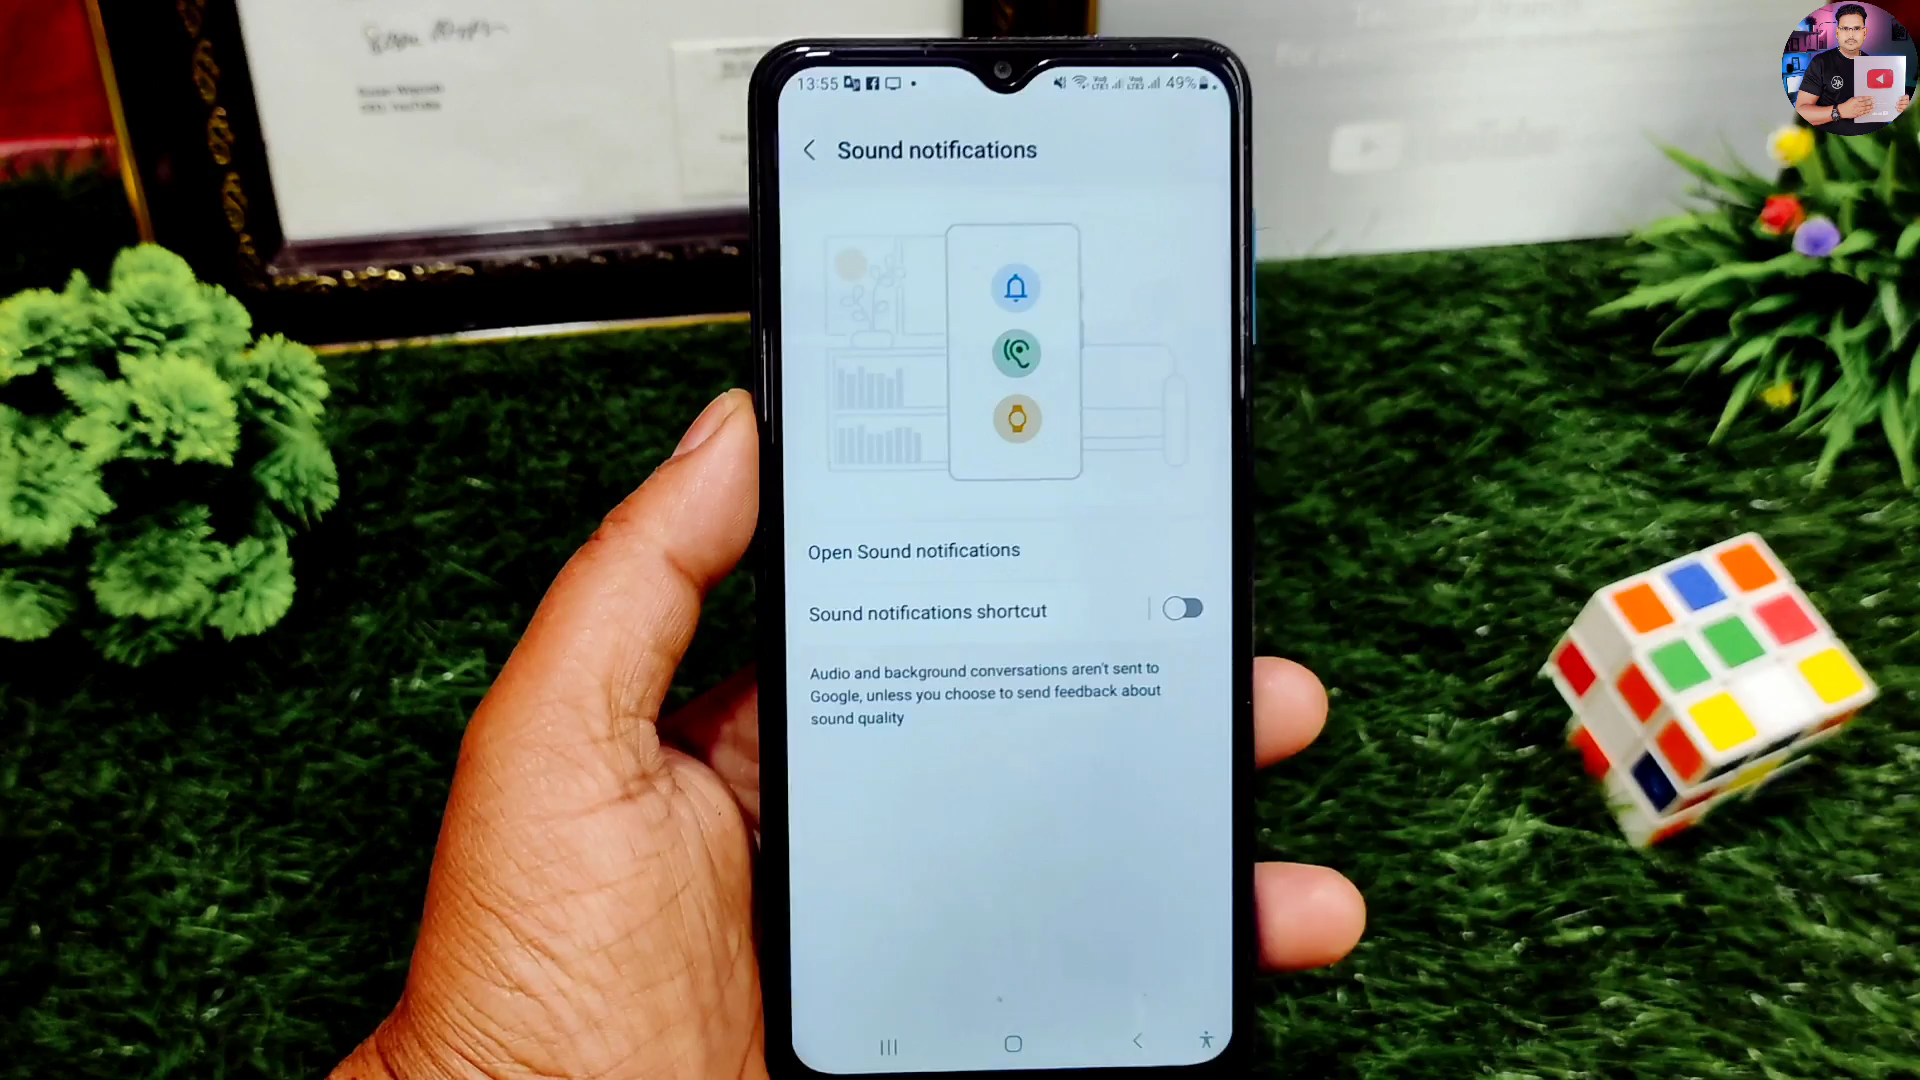 13:55
49%
Sound notifications
Open Sound notifications
Sound notifications shortcut
Audio and background conversations aren't sent to
Google, unless you choose to send feedback about
sound quality